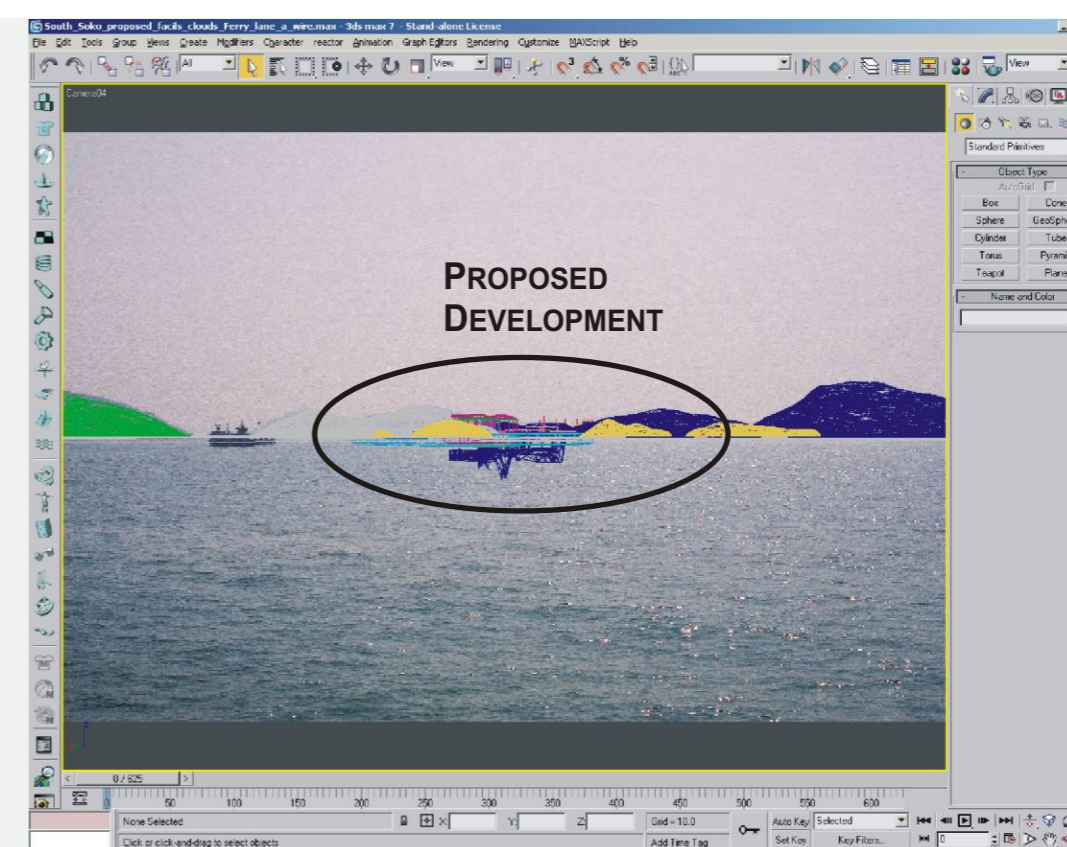 South_Soko_proposed_facils_clouds_Ferry_lane_a_wire.max - 3ds max 7 - Stand-alone License
File Edit Tools Group Views Create Modifiers Character reactor Animation Graph Editors Rendering Customize MAXScript Help
All View View
Camera04
Standard Primitives
- Object Type
AutoGrid
Box Cone
Sphere GeoSphe
Cylinder Tube
Torus Pyrami
Teapot Plane
- Name and Color
PROPOSED
DEVELOPMENT
< 0 / 625 >
0 50 100 150 200 250 300 350 400 450 500 550 600
None Selected X: Y: Z: Grid = 10.0 Auto Key Selected
Click or click-and-drag to select objects Add Time Tag Set Key Key Filters... 0